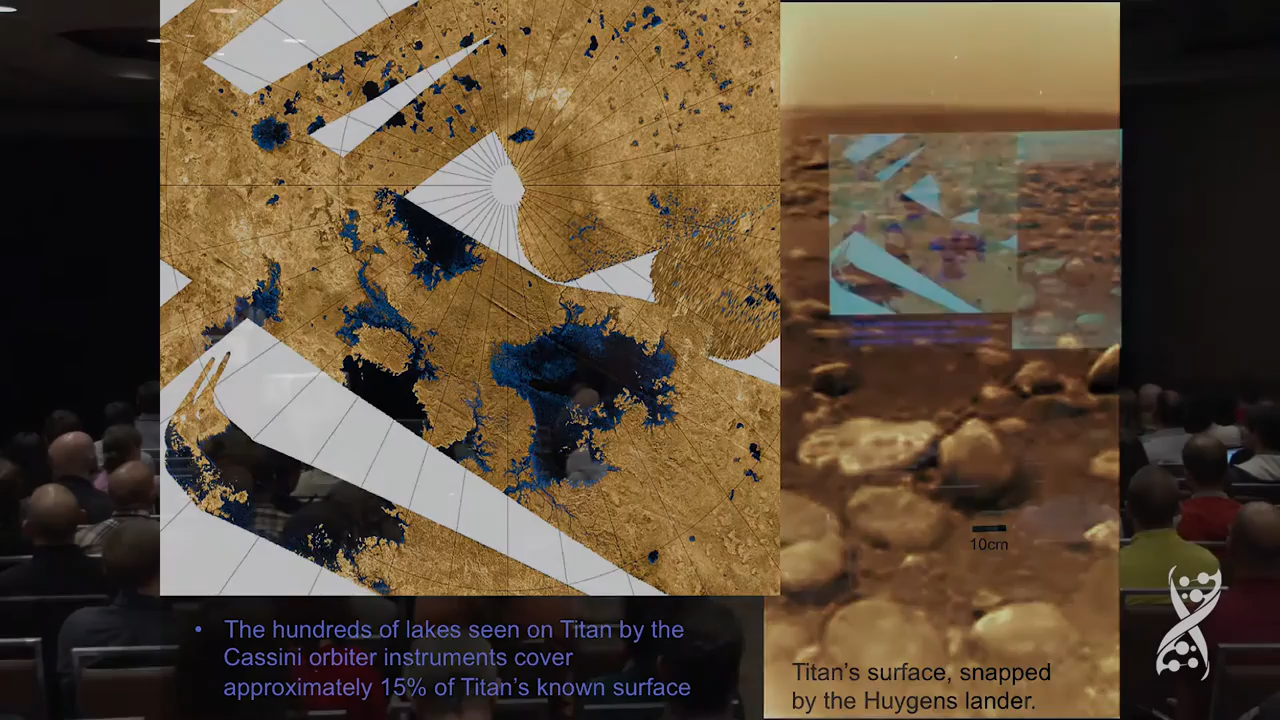 10cm
• The hundreds of lakes seen on Titan by the
Cassini orbiter instruments cover
approximately 15% of Titan's known surface
Titan's surface, snapped
by the Huygens lander.